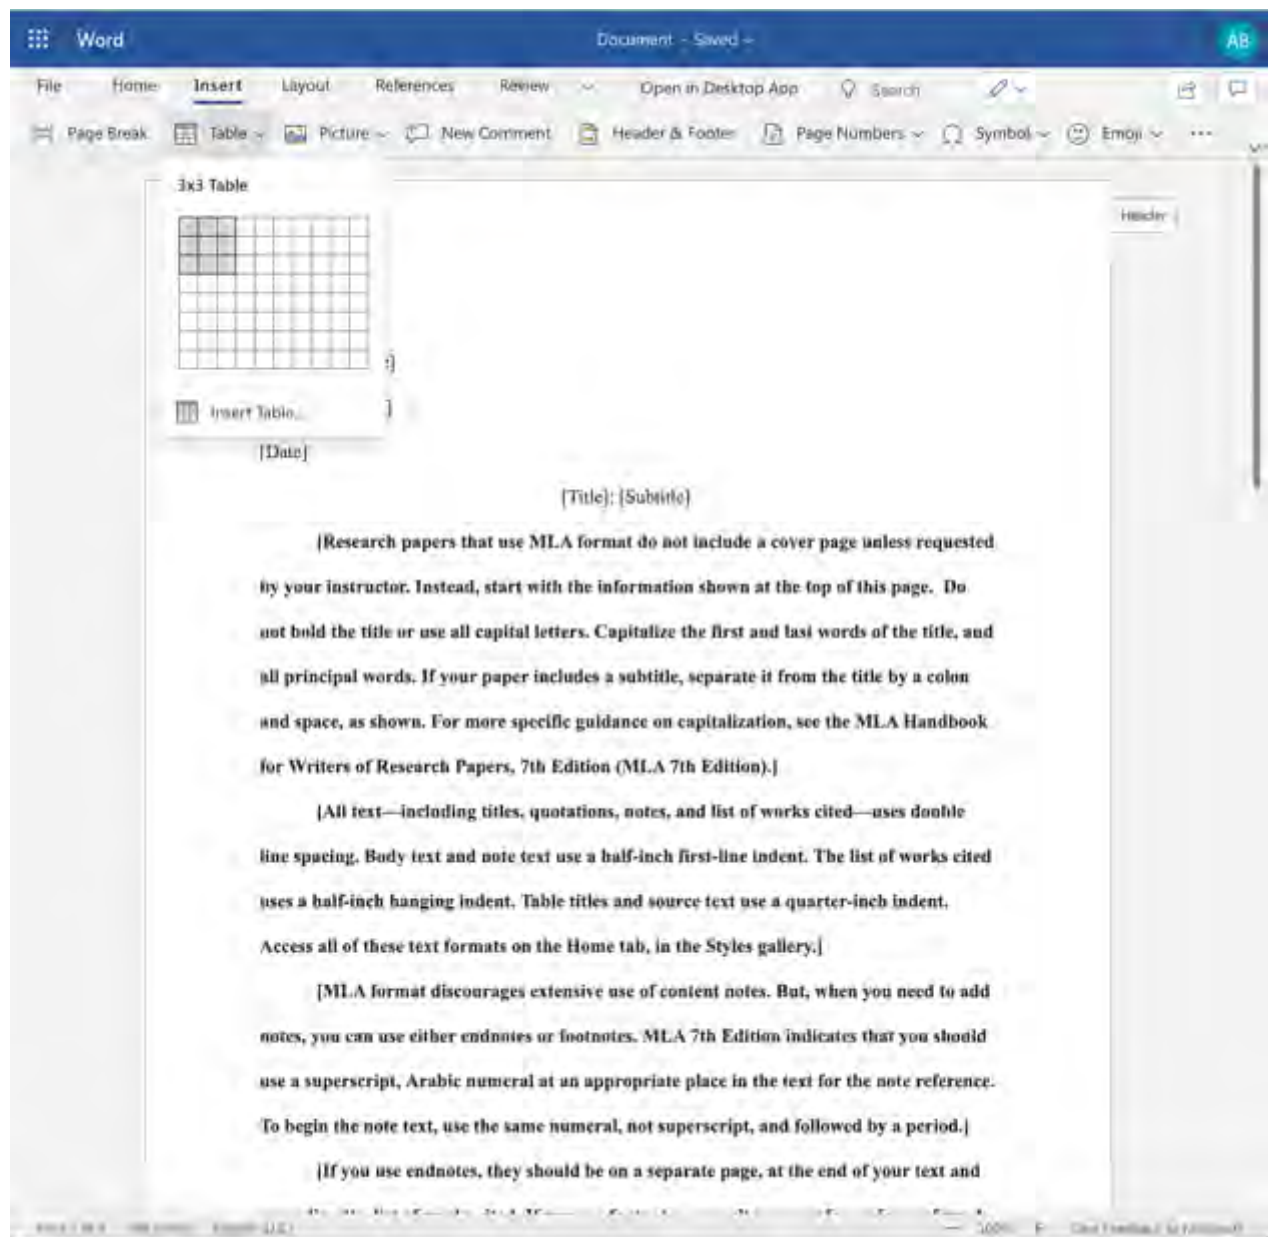 Word
Document - Saved
AB
File Home Insert Layout References Review Open in Desktop App Search
Page Break Table Picture New Comment Header & Footer Page Numbers Symbol Emoji ...
3x3 Table
Header
:]
Insert Table...
]
[Date]
[Title]: [Subtitle]
[Research papers that use MLA format do not include a cover page unless requested
by your instructor. Instead, start with the information shown at the top of this page. Do
not bold the title or use all capital letters. Capitalize the first and last words of the title, and
all principal words. If your paper includes a subtitle, separate it from the title by a colon
and space, as shown. For more specific guidance on capitalization, see the MLA Handbook
for Writers of Research Papers, 7th Edition (MLA 7th Edition).]
[All text—including titles, quotations, notes, and list of works cited—uses double
line spacing. Body text and note text use a half-inch first-line indent. The list of works cited
uses a half-inch hanging indent. Table titles and source text use a quarter-inch indent.
Access all of these text formats on the Home tab, in the Styles gallery.]
[MLA format discourages extensive use of content notes. But, when you need to add
notes, you can use either endnotes or footnotes. MLA 7th Edition indicates that you should
use a superscript, Arabic numeral at an appropriate place in the text for the note reference.
To begin the note text, use the same numeral, not superscript, and followed by a period.]
[If you use endnotes, they should be on a separate page, at the end of your text and
100%